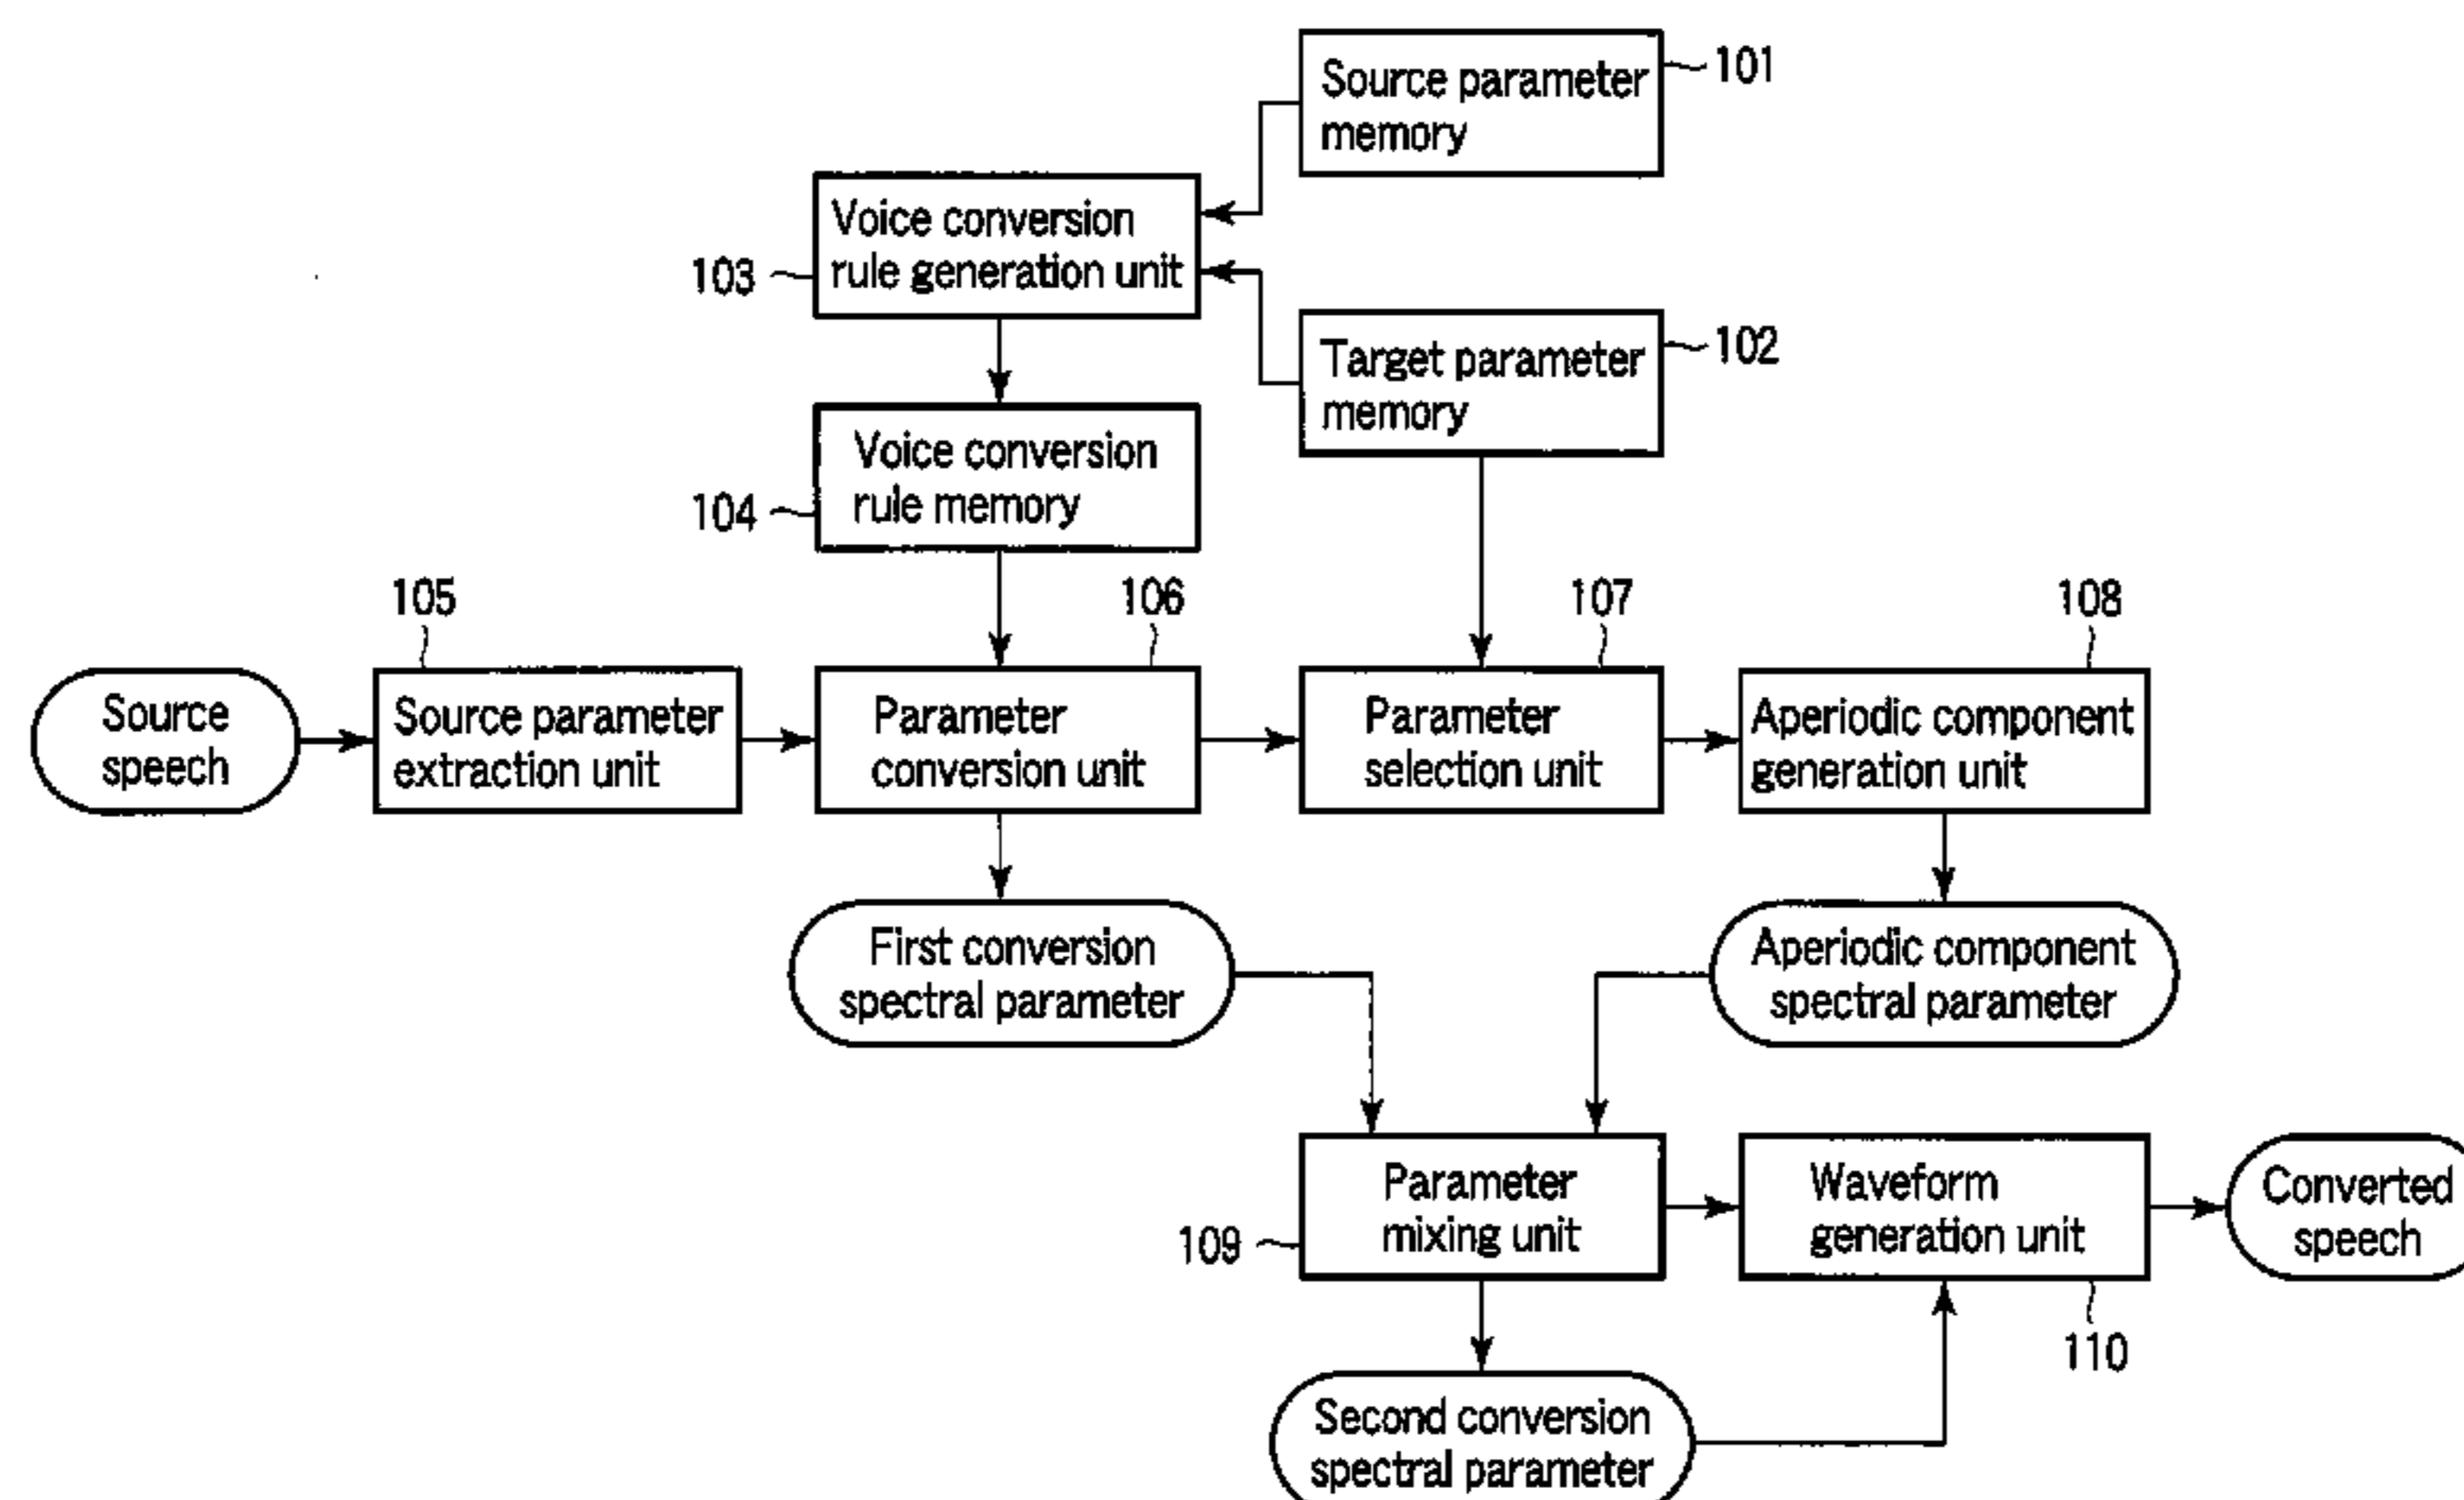 Source parameter
memory
101
Voice conversion
rule generation unit
103
Target parameter
memory
102
Voice conversion
rule memory
104
105
106
107
108
Source
speech
Source parameter
extraction unit
Parameter
conversion unit
Parameter
selection unit
Aperiodic component
generation unit
First conversion
spectral parameter
Aperiodic component
spectral parameter
Parameter
mixing unit
109
Waveform
generation unit
110
Converted
speech
Second conversion
spectral parameter